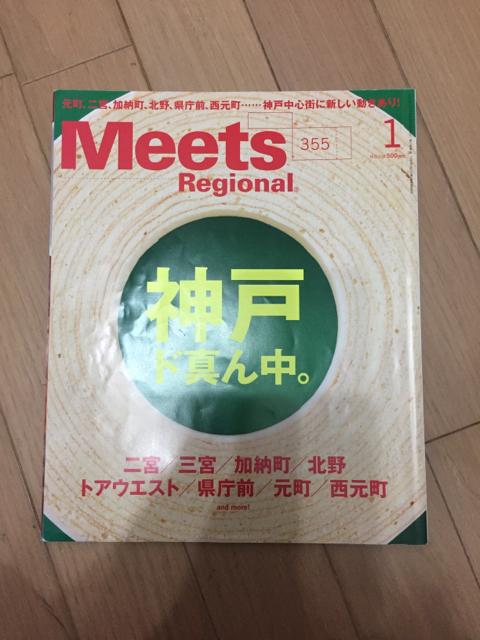 元町、二宮、加納町、北野、県庁前、西元町……神戸中心街に新しい動きあり!
Meets
355
1
Regional
神戸
ド真ん中。
二宮/三宮/加納町/北野
トアウエスト/県庁前/元町/西元町
and more!